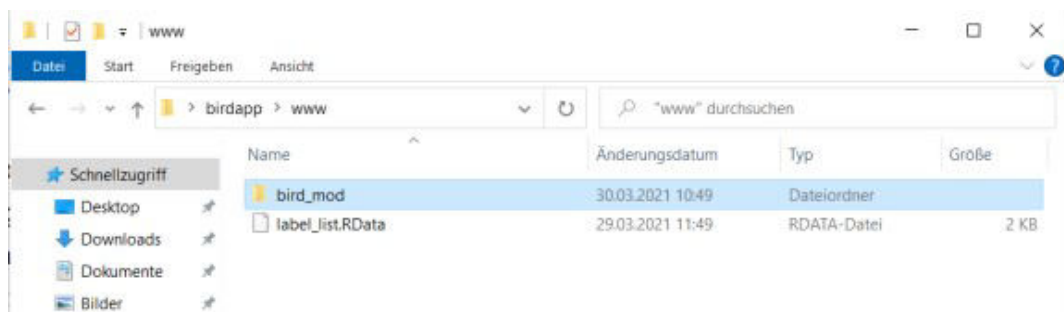 www
Datei Start Freigeben Ansicht
birdapp > www "www" durchsuchen
Name Änderungsdatum Typ Größe
Schnellzugriff
bird_mod 30.03.2021 10:49 Dateiordner
Desktop
label_list.RData 29.03.2021 11:49 RDATA-Datei 2 KB
Downloads
Dokumente
Bilder